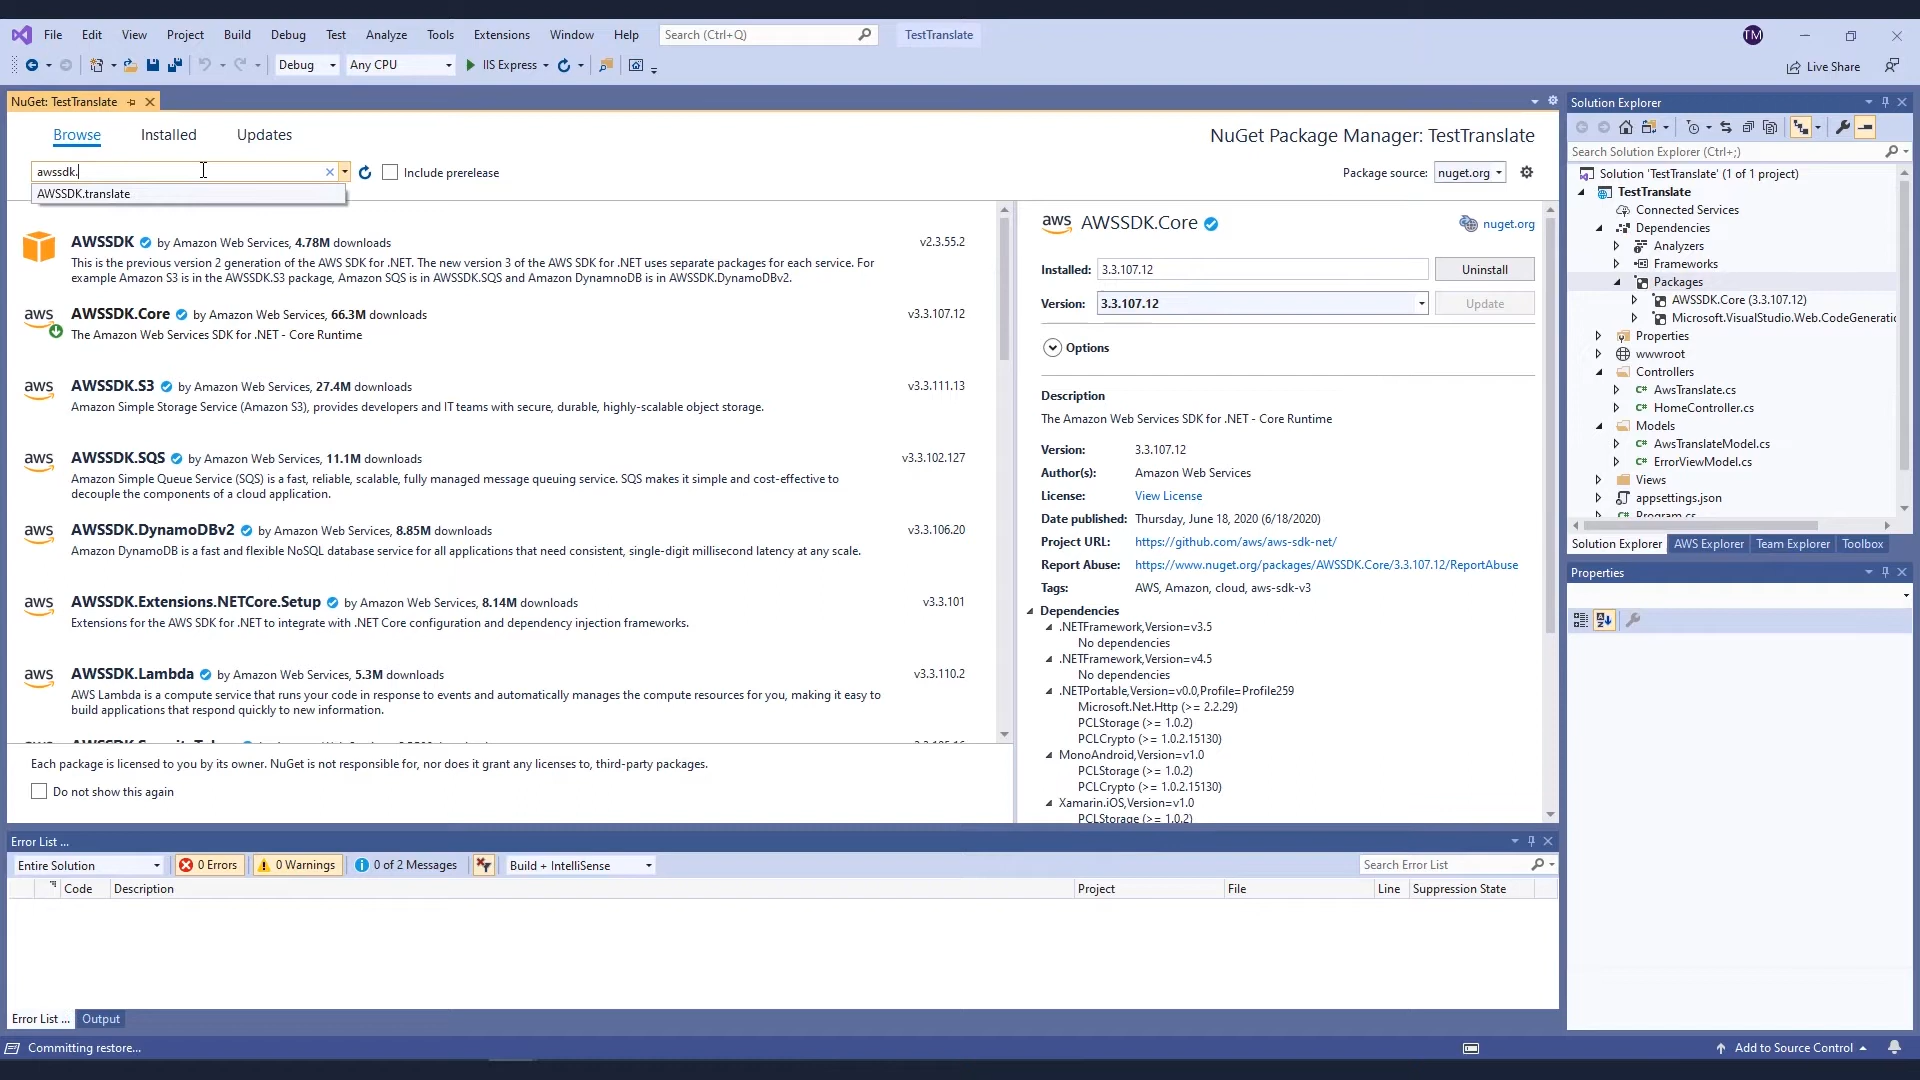 File Edit View Project Build Debug Test Analyze Tools Extensions Window Help Search (Ctrl+Q) TestTranslate TM
Debug Any CPU IIS Express Live Share
NuGet: TestTranslate
Browse Installed Updates
NuGet Package Manager: TestTranslate
awssdk.
Include prerelease
Package source: nuget.org
AWSSDK.translate
AWSSDK by Amazon Web Services, 4.78M downloads v2.3.55.2
This is the previous version 2 generation of the AWS SDK for .NET. The new version 3 of the AWS SDK for .NET uses separate packages for each service. For
example Amazon S3 is in the AWSSDK.S3 package, Amazon SQS is in AWSSDK.SQS and Amazon DynamnoDB is in AWSSDK.DynamoDBv2.
aws AWSSDK.Core by Amazon Web Services, 66.3M downloads v3.3.107.12
The Amazon Web Services SDK for .NET - Core Runtime
aws AWSSDK.S3 by Amazon Web Services, 27.4M downloads v3.3.111.13
Amazon Simple Storage Service (Amazon S3), provides developers and IT teams with secure, durable, highly-scalable object storage.
aws AWSSDK.SQS by Amazon Web Services, 11.1M downloads v3.3.102.127
Amazon Simple Queue Service (SQS) is a fast, reliable, scalable, fully managed message queuing service. SQS makes it simple and cost-effective to
decouple the components of a cloud application.
aws AWSSDK.DynamoDBv2 by Amazon Web Services, 8.85M downloads v3.3.106.20
Amazon DynamoDB is a fast and flexible NoSQL database service for all applications that need consistent, single-digit millisecond latency at any scale.
aws AWSSDK.Extensions.NETCore.Setup by Amazon Web Services, 8.14M downloads v3.3.101
Extensions for the AWS SDK for .NET to integrate with .NET Core configuration and dependency injection frameworks.
aws AWSSDK.Lambda by Amazon Web Services, 5.3M downloads v3.3.110.2
AWS Lambda is a compute service that runs your code in response to events and automatically manages the compute resources for you, making it easy to
build applications that respond quickly to new information.
Each package is licensed to you by its owner. NuGet is not responsible for, nor does it grant any licenses to, third-party packages.
Do not show this again
aws AWSSDK.Core nuget.org
Installed: 3.3.107.12 Uninstall
Version: 3.3.107.12 Update
Options
Description
The Amazon Web Services SDK for .NET - Core Runtime
Version: 3.3.107.12
Author(s): Amazon Web Services
License: View License
Date published: Thursday, June 18, 2020 (6/18/2020)
Project URL: https://github.com/aws/aws-sdk-net/
Report Abuse: https://www.nuget.org/packages/AWSSDK.Core/3.3.107.12/ReportAbuse
Tags: AWS, Amazon, cloud, aws-sdk-v3
Dependencies
.NETFramework,Version=v3.5
No dependencies
.NETFramework,Version=v4.5
No dependencies
.NETPortable,Version=v0.0,Profile=Profile259
Microsoft.Net.Http (>= 2.2.29)
PCLStorage (>= 1.0.2)
PCLCrypto (>= 1.0.2.15130)
MonoAndroid,Version=v1.0
PCLStorage (>= 1.0.2)
PCLCrypto (>= 1.0.2.15130)
Xamarin.iOS,Version=v1.0
PCLStorage (>= 1.0.2)
Solution Explorer
Search Solution Explorer (Ctrl+;)
Solution 'TestTranslate' (1 of 1 project)
TestTranslate
Connected Services
Dependencies
Analyzers
Frameworks
Packages
AWSSDK.Core (3.3.107.12)
Microsoft.VisualStudio.Web.CodeGeneratio
Properties
wwwroot
Controllers
C# AwsTranslate.cs
C# HomeController.cs
Models
C# AwsTranslateModel.cs
C# ErrorViewModel.cs
Views
appsettings.json
C# Program.cs
Solution Explorer AWS Explorer Team Explorer Toolbox
Properties
Error List ...
Entire Solution 0 Errors 0 Warnings 0 of 2 Messages Build + IntelliSense Search Error List
Code Description Project File Line Suppression State
Error List ... Output
Committing restore... Add to Source Control